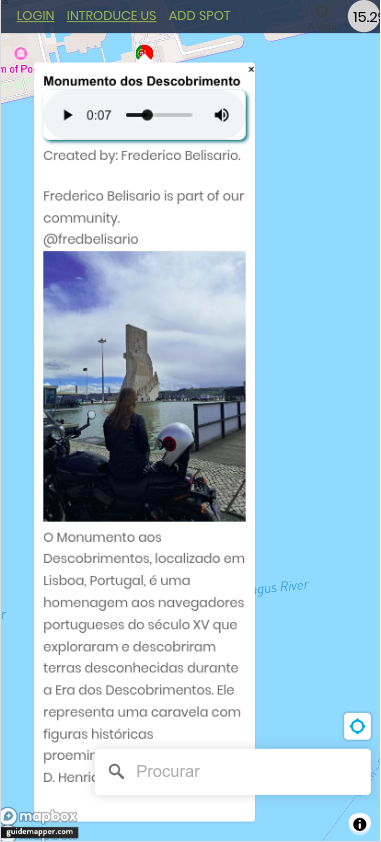 LOGIN INTRODUCE US ADD SPOT
15.2
m of Po
×
Monumento dos Descobrimento
0:07
Created by: Frederico Belisario.
Frederico Belisario is part of our
community.
@fredbelisario
O Monumento aos
Descobrimentos, localizado em
Lisboa, Portugal, é uma
homenagem aos navegadores
portugueses do século XV que
exploraram e descobriram
terras desconhecidas durante
a Era dos Descobrimentos. Ele
representa uma caravela com
figuras históricas
proemin
D. Henri
agus River
Procurar
mapbox
guidemapper.com